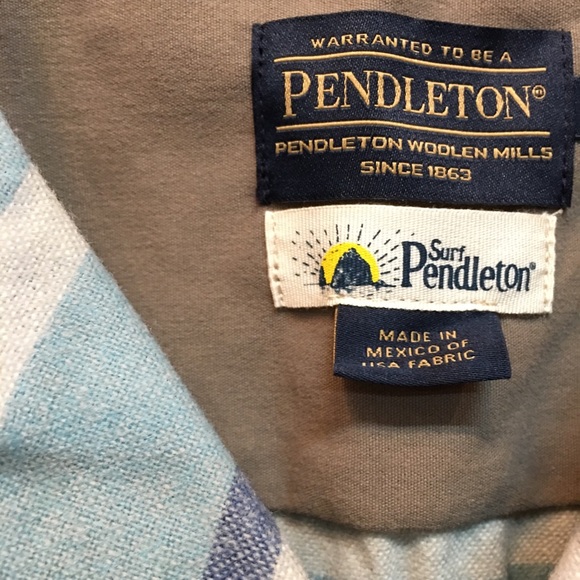 WARRANTED TO BE A
PENDLETON®
PENDLETON WOOLEN MILLS
SINCE 1863
Surf
Pendleton®
MADE IN
MEXICO OF
USA FABRIC